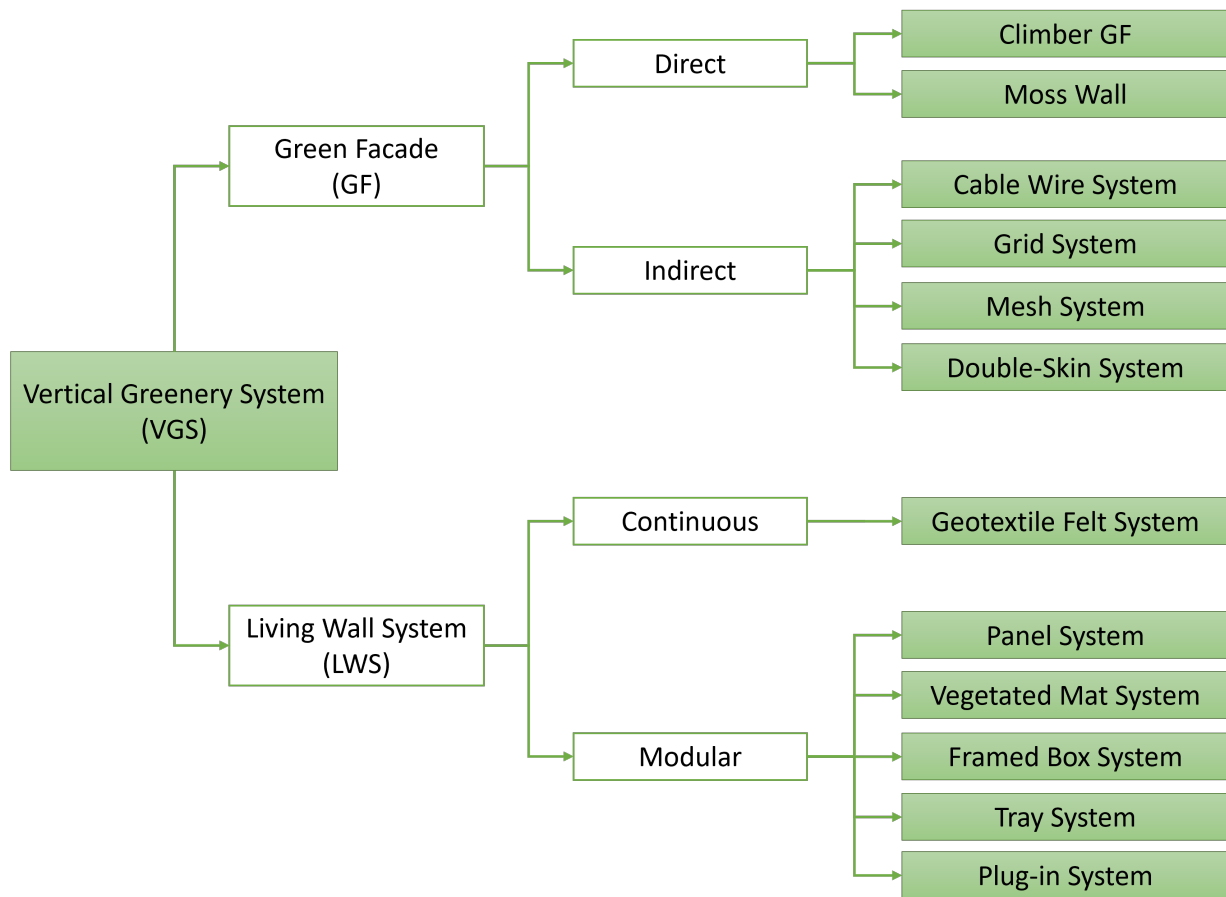 Climber GF
Direct
Moss Wall
Green Facade
(GF)
Cable Wire System
Grid System
Indirect
Mesh System
Double-Skin System
Vertical Greenery System
(VGS)
Continuous
Geotextile Felt System
Living Wall System
(LWS)
Panel System
Vegetated Mat System
Modular
Framed Box System
Tray System
Plug-in System